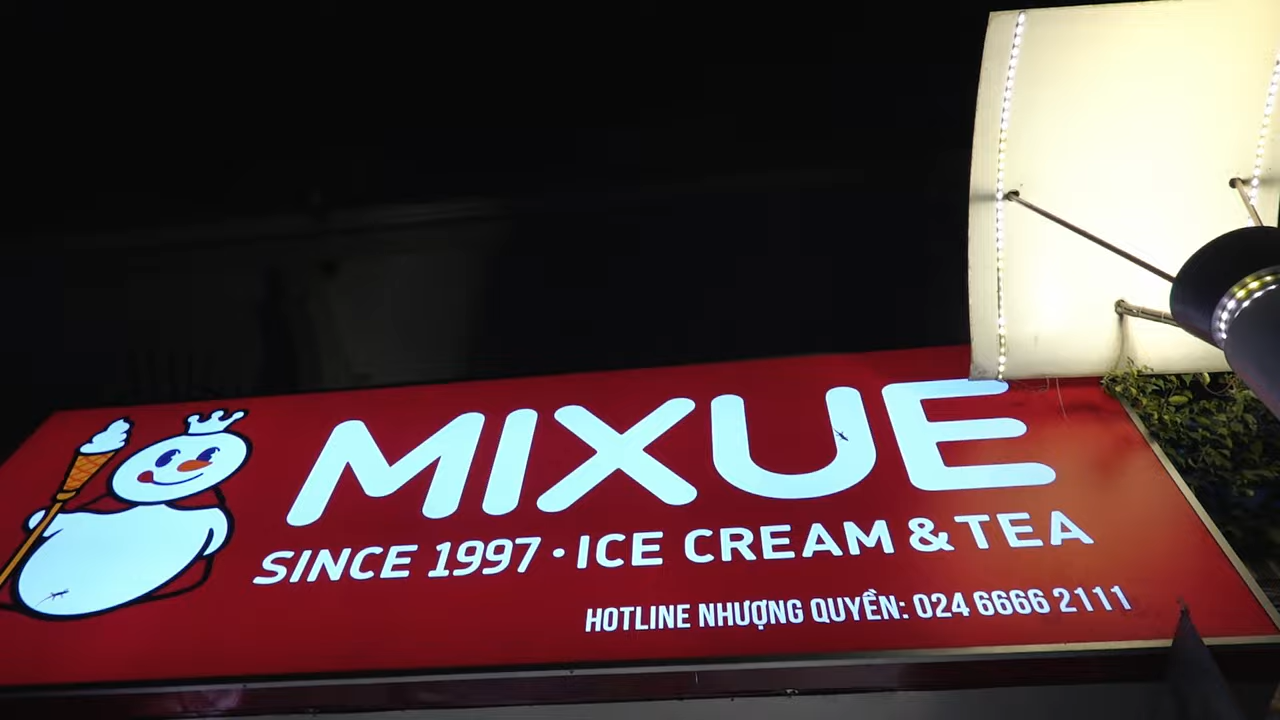 MIXUE
SINCE 1997 · ICE CREAM & TEA
HOTLINE NHƯỢNG QUYỀN: 024 6666 2111